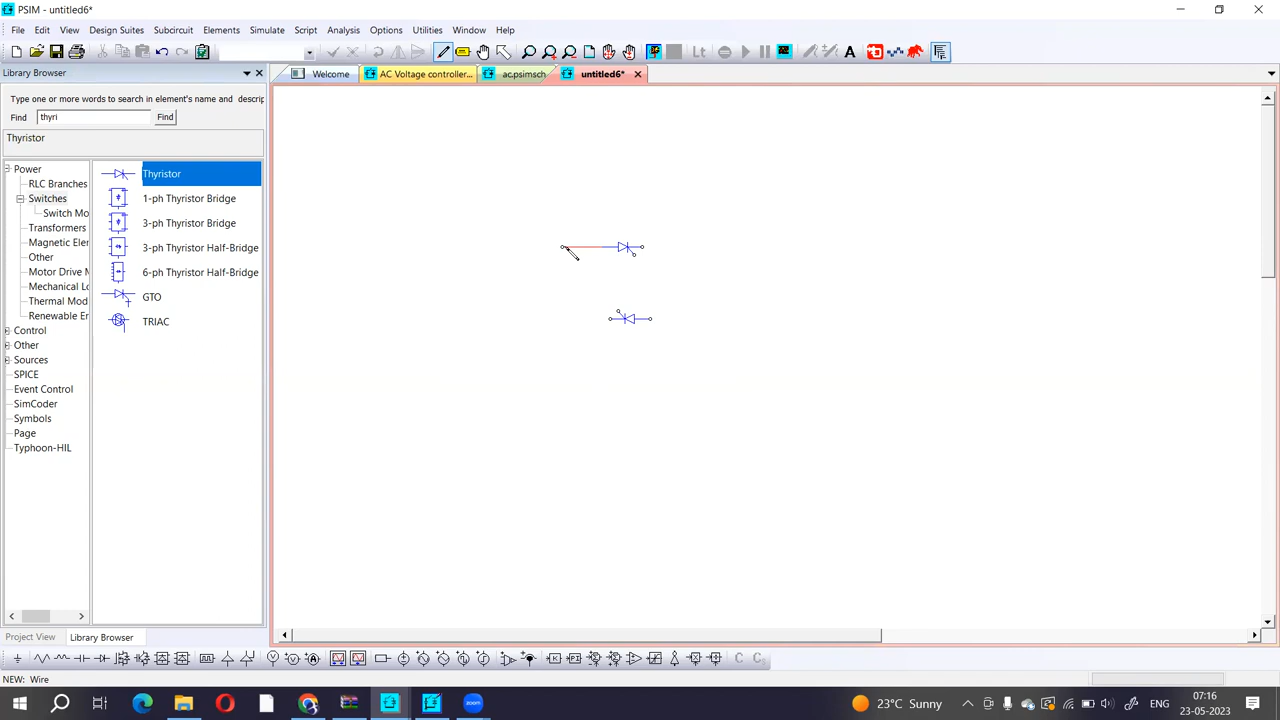 PSIM - untitled6*
File Edit View Design Suites Subcircuit Elements Simulate Script Analysis Options Utilities Window Help
Lt A
Library Browser
Welcome AC Voltage controller... ac.psimsch untitled6*
Type one or more words to search in element's name and descrip
Find thyri Find
Thyristor
Power
RLC Branches
Switches
Switch Mo
Transformers
Magnetic Elen
Other
Motor Drive M
Mechanical Lo
Thermal Mod
Renewable En
Control
Other
Sources
SPICE
Event Control
SimCoder
Symbols
Page
Typhoon-HIL
Thyristor
1-ph Thyristor Bridge
3-ph Thyristor Bridge
3-ph Thyristor Half-Bridge
6-ph Thyristor Half-Bridge
GTO
TRIAC
Project View Library Browser
NEW: Wire
23°C Sunny ENG 07:16
23-05-2023